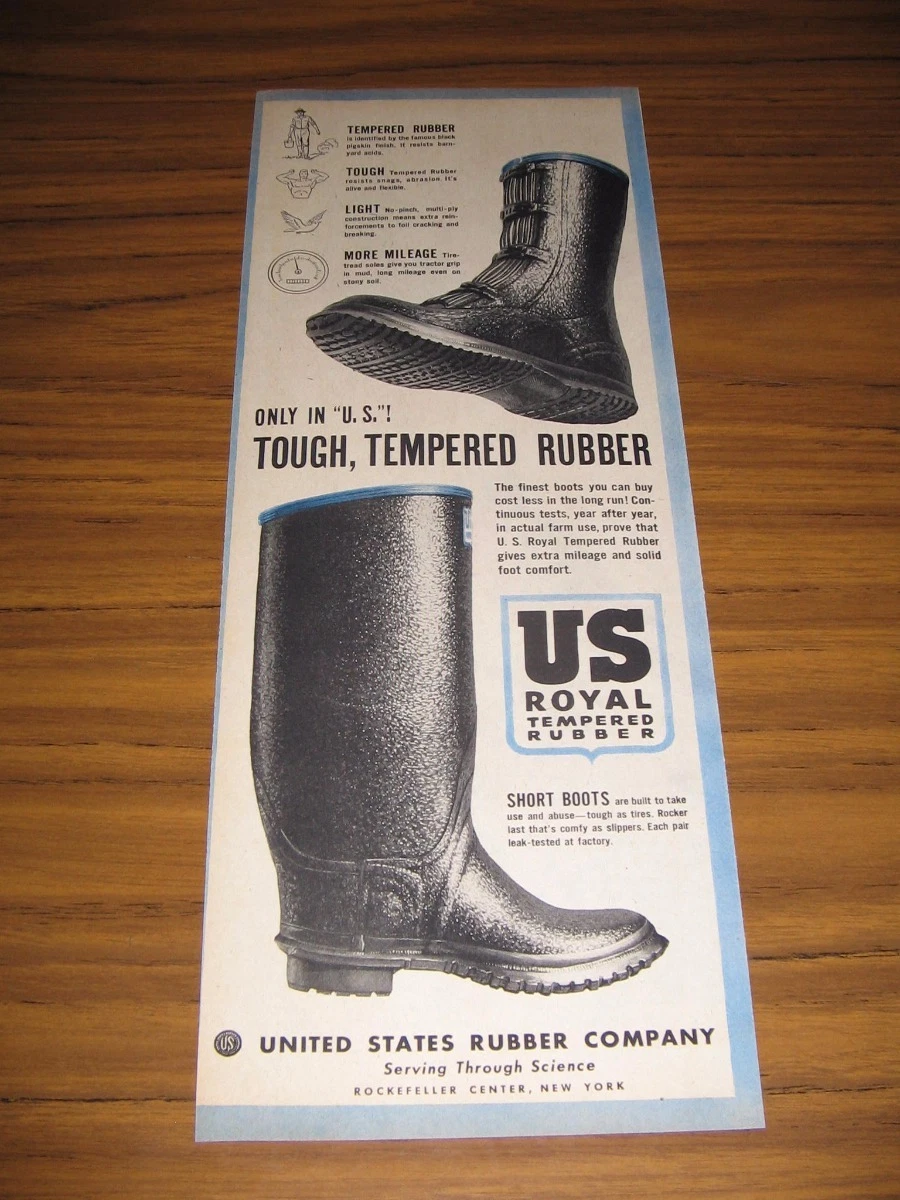 TEMPERED RUBBER
is identified by the famous black
pigskin finish. It resists barn-
yard acids.
TOUGH Tempered Rubber
resists snags, abrasion. It's
alive and flexible.
LIGHT No-pinch, multi-ply
construction means extra rein-
forcements to foil cracking and
breaking.
MORE MILEAGE Tire-
tread soles give you tractor grip
in mud, long mileage even on
stony soil.
ONLY IN "U. S."!
TOUGH, TEMPERED RUBBER
The finest boots you can buy
cost less in the long run! Con-
tinuous tests, year after year,
in actual farm use, prove that
U. S. Royal Tempered Rubber
gives extra mileage and solid
foot comfort.
US
ROYAL
TEMPERED
RUBBER
SHORT BOOTS are built to take
use and abuse—tough as tires. Rocker
last that's comfy as slippers. Each pair
leak-tested at factory.
US
UNITED STATES RUBBER COMPANY
Serving Through Science
ROCKEFELLER CENTER, NEW YORK